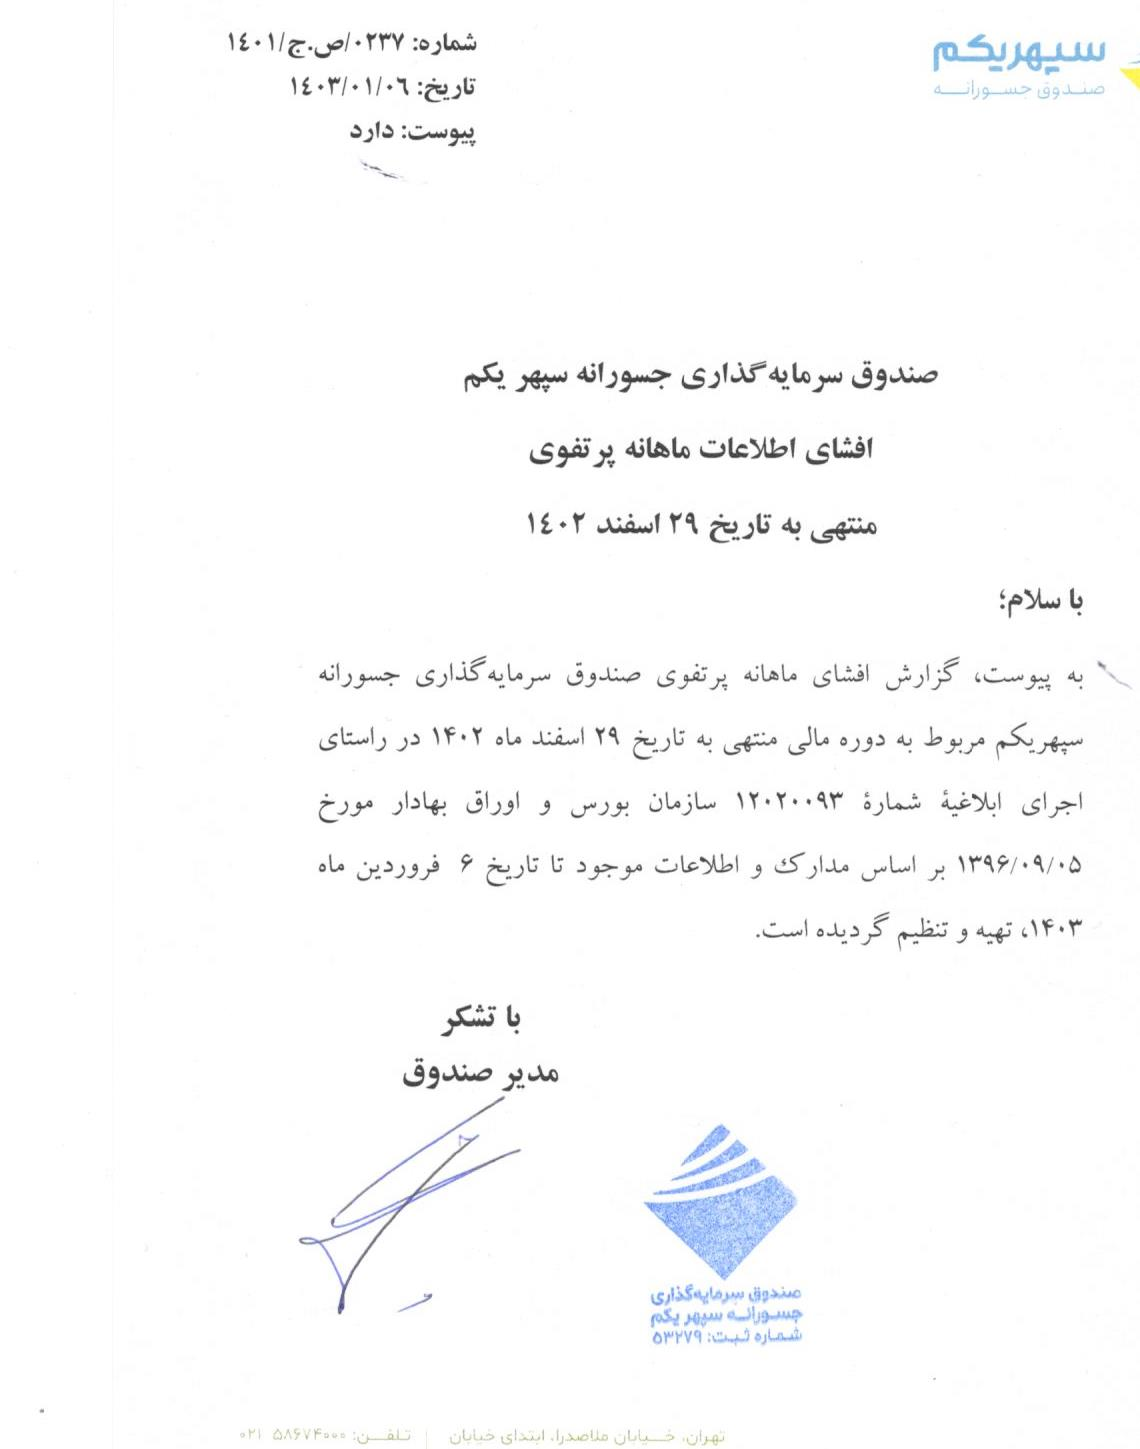 سپهریکم
صندوق جسورانه
شماره: ۰۲۳۷/ص.ج/۱۴۰۱
تاریخ: ۱۴۰۳/۰۱/۰۶
پیوست: دارد
صندوق سرمایه‌گذاری جسورانه سپهر یکم
افشای اطلاعات ماهانه پرتفوی
منتهی به تاریخ ۲۹ اسفند ۱۴۰۲
با سلام؛
به پیوست، گزارش افشای ماهانه پرتفوی صندوق سرمایه‌گذاری جسورانه
سپهریکم مربوط به دوره مالی منتهی به تاریخ ۲۹ اسفند ماه ۱۴۰۲ در راستای
اجرای ابلاغیهٔ شمارهٔ ۱۲۰۲۰۰۹۳ سازمان بورس و اوراق بهادار مورخ
۱۳۹۶/۰۹/۰۵ بر اساس مدارک و اطلاعات موجود تا تاریخ ۶ فروردین ماه
۱۴۰۳، تهیه و تنظیم گردیده است.
با تشکر
مدیر صندوق
صندوق سرمایه‌گذاری
جسورانه سپهر یکم
شماره ثبت: ۵۳۲۷۹
تهران، خیابان ملاصدرا، ابتدای خیابان | تلفن: ۵۸۶۷۴۰۰۰ ۰۲۱